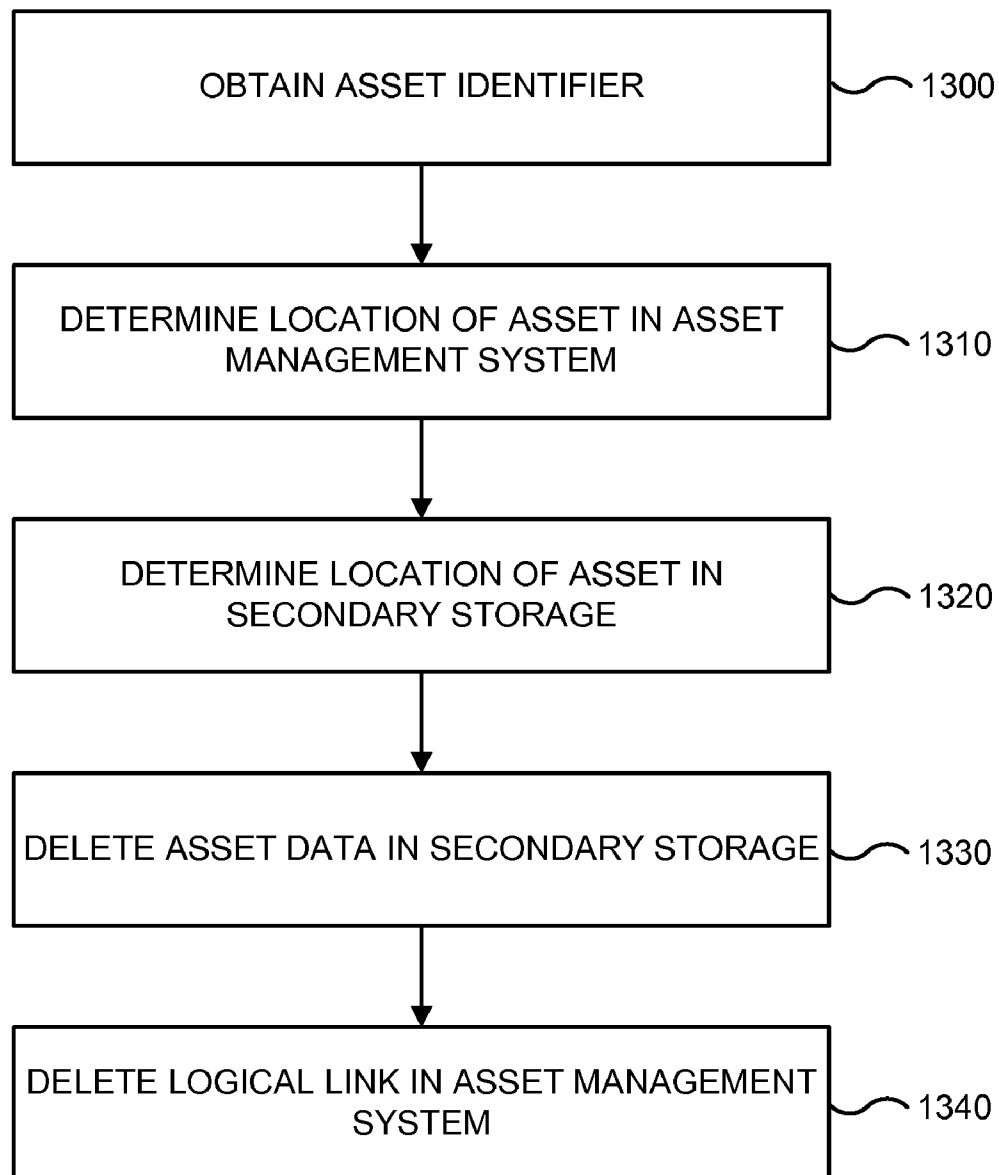 OBTAIN ASSET IDENTIFIER
1300
DETERMINE LOCATION OF ASSET IN ASSET
MANAGEMENT SYSTEM
1310
DETERMINE LOCATION OF ASSET IN
SECONDARY STORAGE
1320
DELETE ASSET DATA IN SECONDARY STORAGE
1330
DELETE LOGICAL LINK IN ASSET MANAGEMENT
SYSTEM
1340